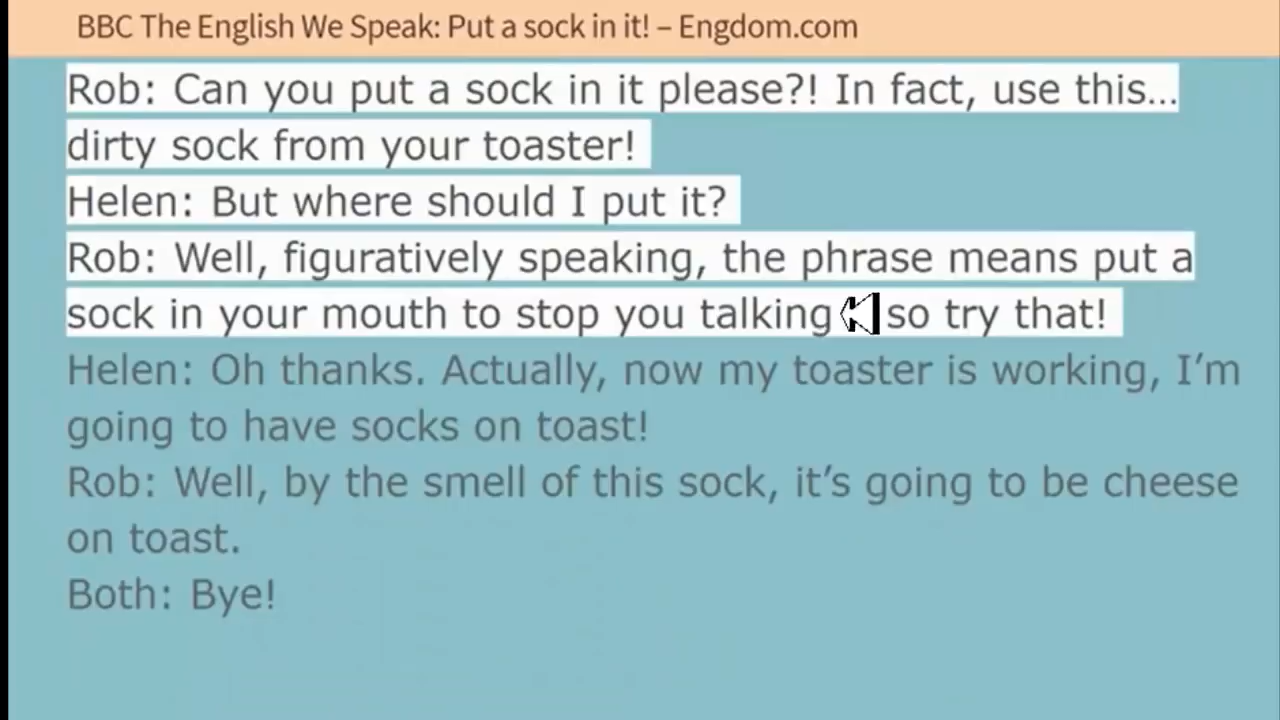 BBC The English We Speak: Put a sock in it! – Engdom.com
Rob: Can you put a sock in it please?! In fact, use this...
dirty sock from your toaster!
Helen: But where should I put it?
Rob: Well, figuratively speaking, the phrase means put a
sock in your mouth to stop you talking so try that!
Helen: Oh thanks. Actually, now my toaster is working, I’m
going to have socks on toast!
Rob: Well, by the smell of this sock, it’s going to be cheese
on toast.
Both: Bye!